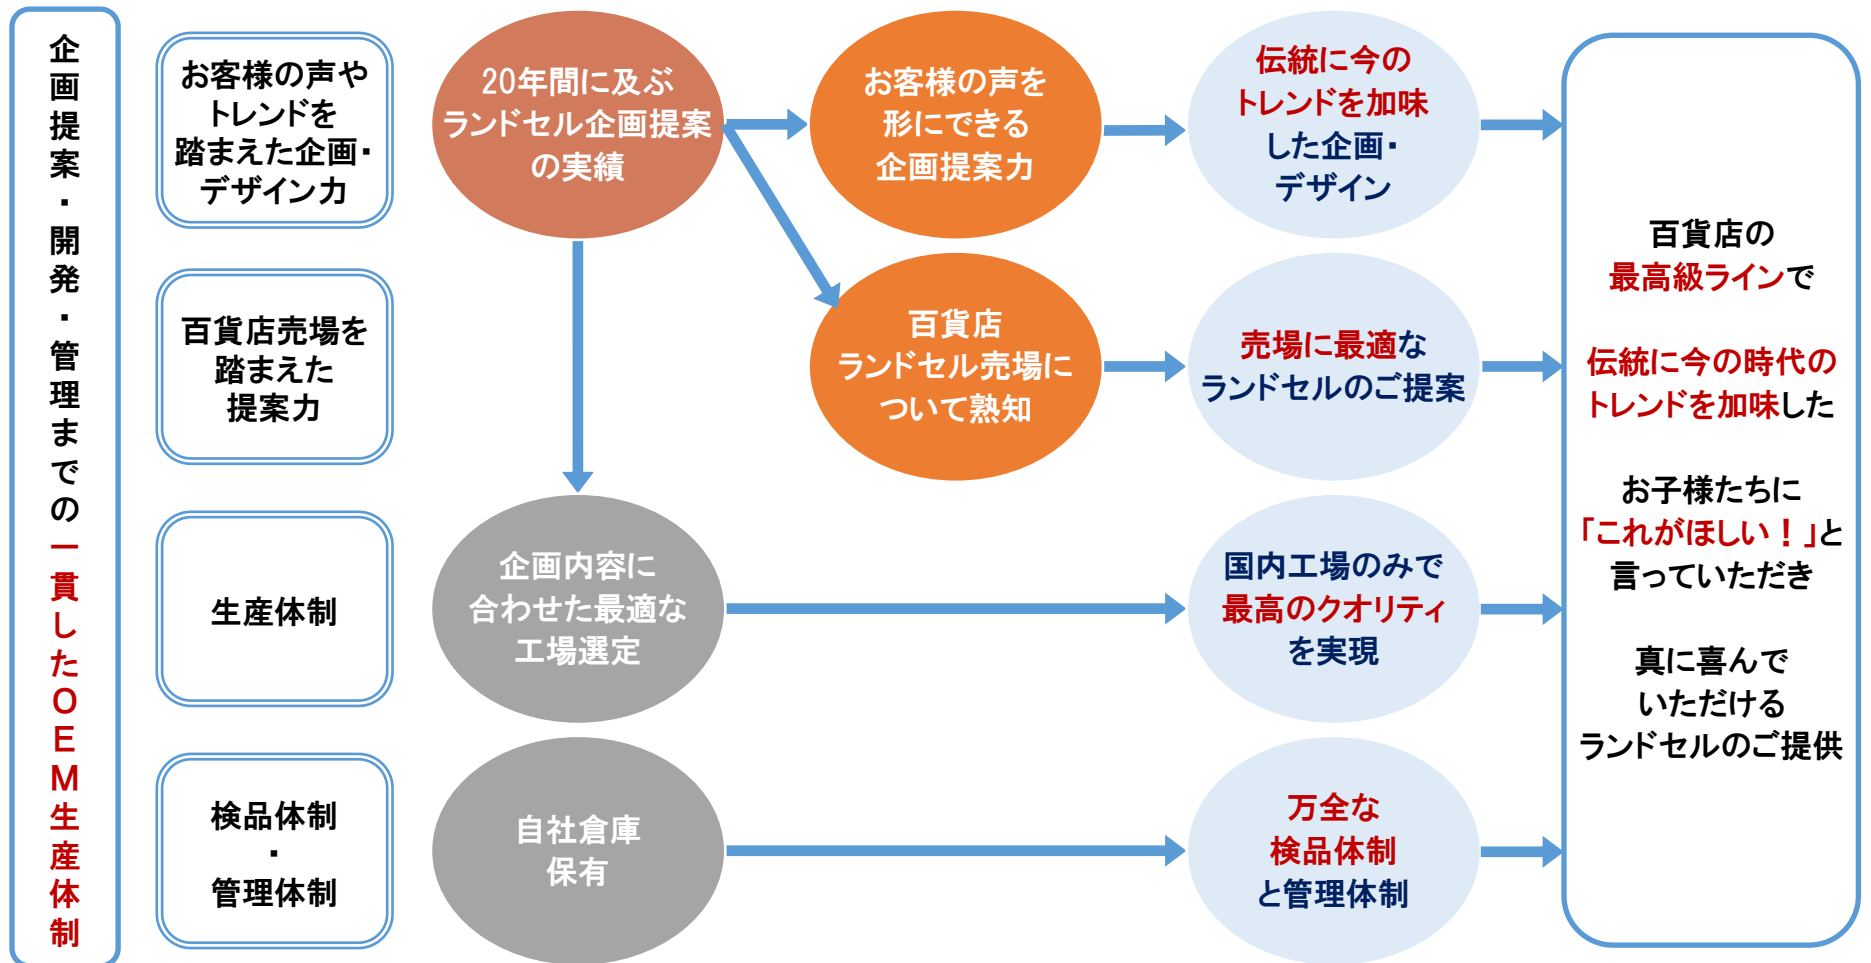 企画提案・開発・管理までの一貫したOEM生産体制
お客様の声や
トレンドを
踏まえた企画・
デザイン力
20年間に及ぶ
ランドセル企画提案
の実績
お客様の声を
形にできる
企画提案力
伝統に今の
トレンドを加味
した企画・
デザイン
百貨店売場を
踏まえた
提案力
百貨店
ランドセル売場に
ついて熟知
売場に最適な
ランドセルのご提案
生産体制
企画内容に
合わせた最適な
工場選定
国内工場のみで
最高のクオリティ
を実現
検品体制
・
管理体制
自社倉庫
保有
万全な
検品体制
と管理体制
百貨店の
最高級ラインで
伝統に今の時代の
トレンドを加味した
お子様たちに
「これがほしい！」と
言っていただき
真に喜んで
いただける
ランドセルのご提供